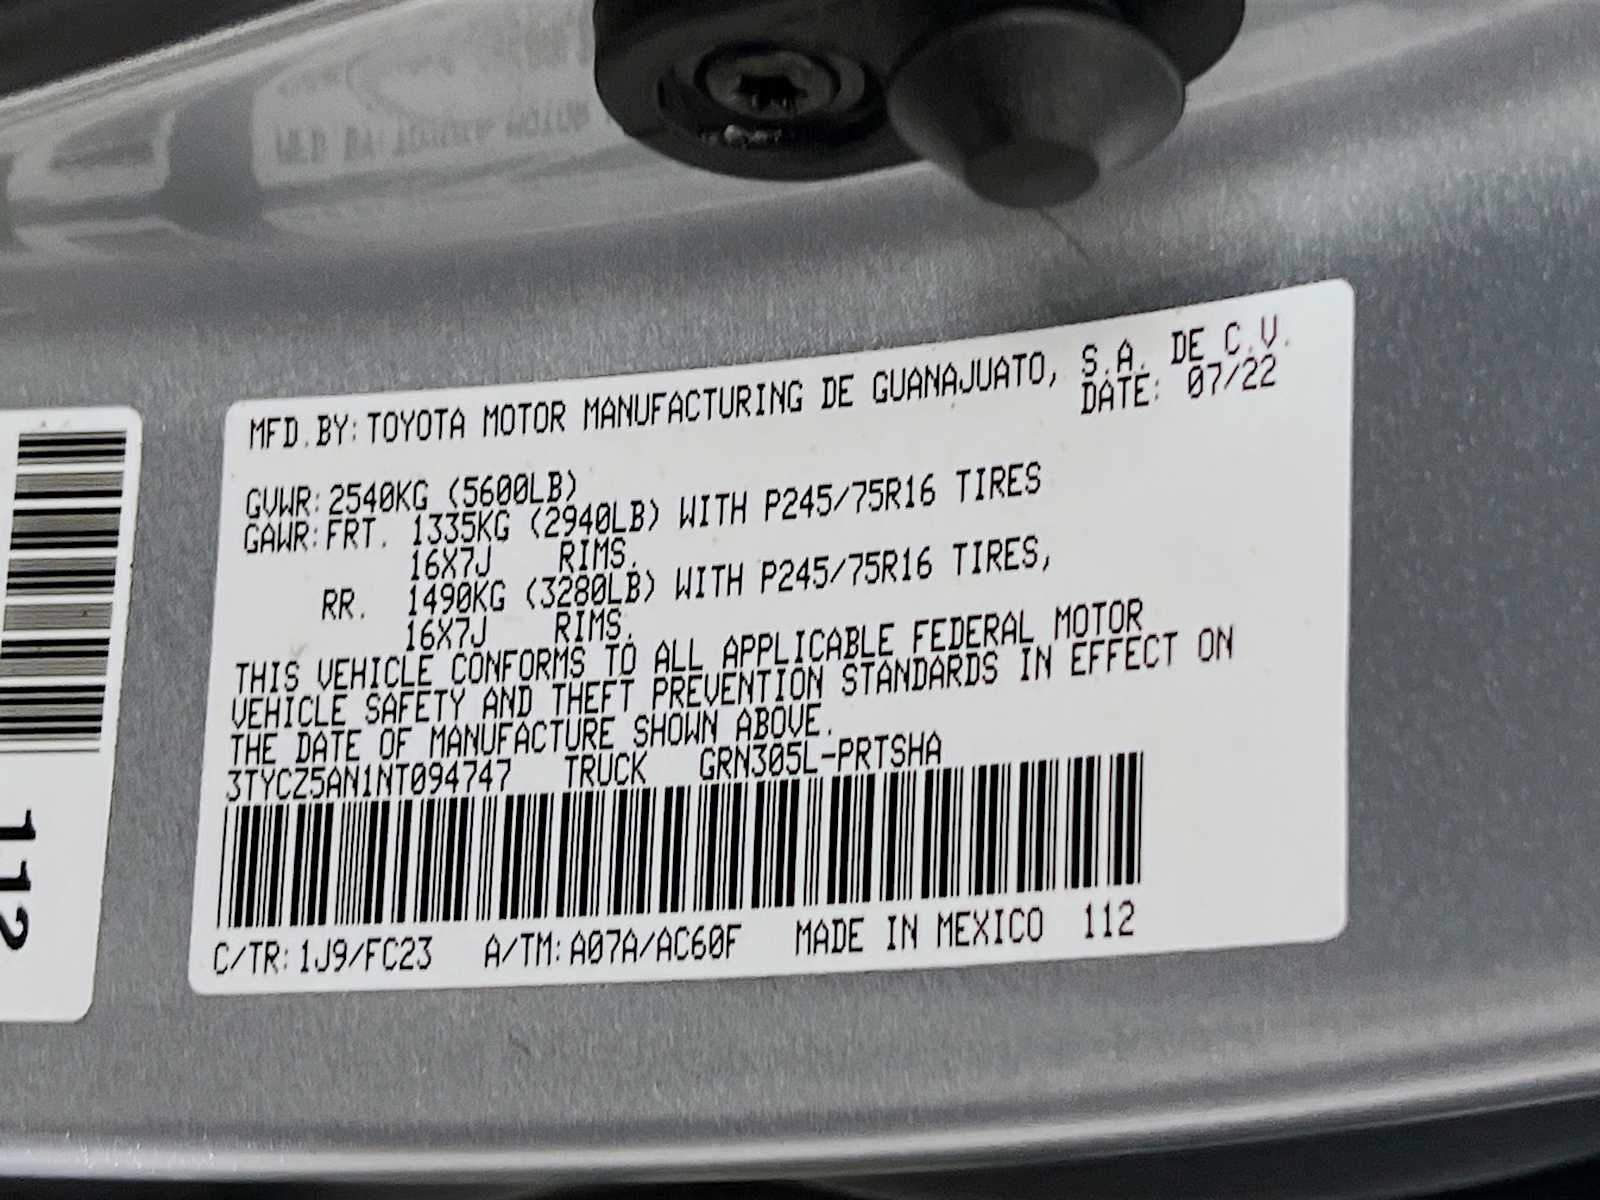 MFD.BY:TOYOTA MOTOR MANUFACTURING DE GUANAJUATO, S.A. DE C.V.
DATE: 07/22
GVWR:2540KG (5600LB)
GAWR:FRT. 1335KG (2940LB) WITH P245/75R16 TIRES
16X7J RIMS,
RR. 1490KG (3280LB) WITH P245/75R16 TIRES,
16X7J RIMS.
THIS VEHICLE CONFORMS TO ALL APPLICABLE FEDERAL MOTOR
VEHICLE SAFETY AND THEFT PREVENTION STANDARDS IN EFFECT ON
THE DATE OF MANUFACTURE SHOWN ABOVE.
3TYCZ5AN1NT094747 TRUCK GRN305L-PRTSHA
C/TR:1J9/FC23 A/TM:A07A/AC60F MADE IN MEXICO 112
112